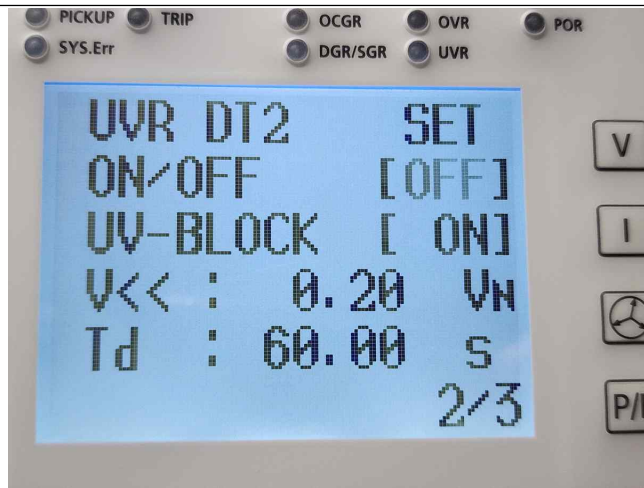 PICKUP TRIP OCGR OVR POR
SYS.Err DGR/SGR UVR
UVR DT2 SET
ON/OFF [OFF]
UV-BLOCK [ ON]
V<< : 0.20 VN
Td : 60.00 S
2/3
V
I